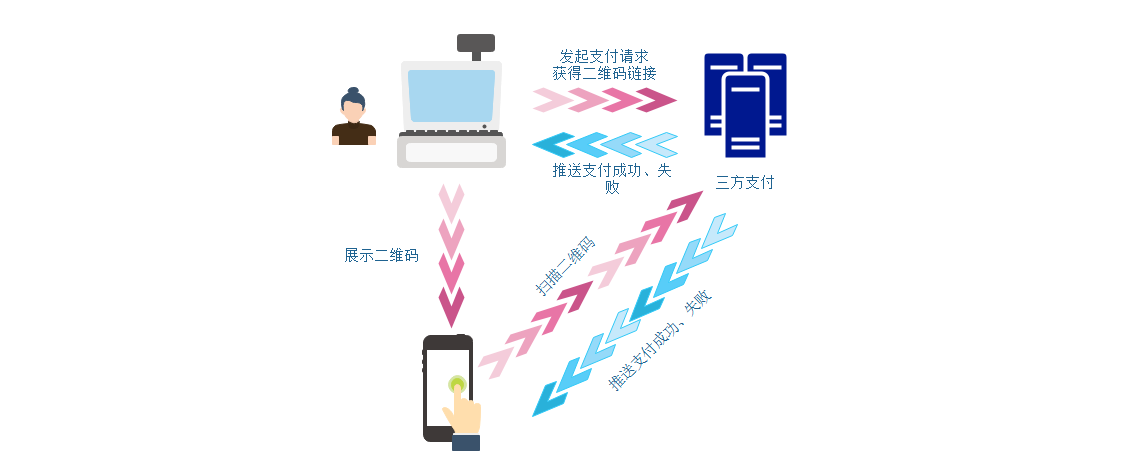 发起支付请求
获得二维码链接
推送支付成功、失
败
三方支付
展示二维码
扫描二维码
推送支付成功、失败